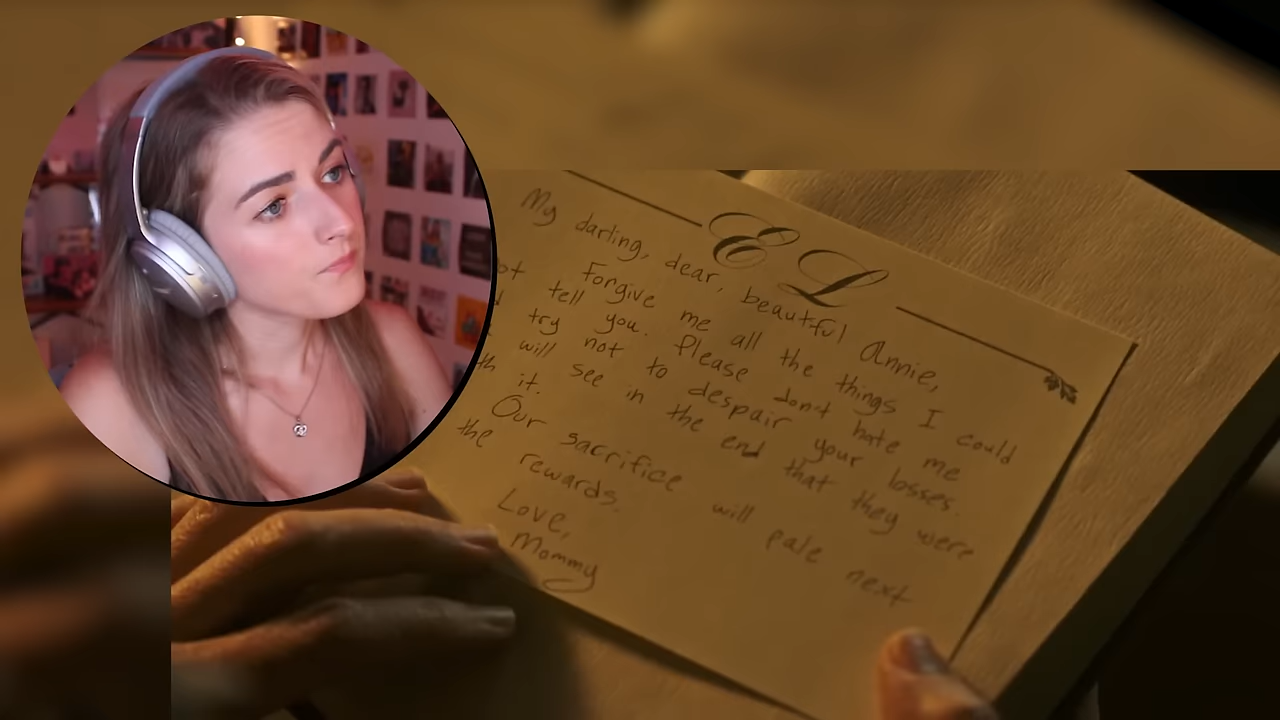 E L
My darling, dear, beautiful Annie,
Forgive me all the things I could
ot tell you. Please don't hate me
d try not to despair your losses.
will see in the end that they were
th it.
Our sacrifice will pale next
the rewards.
Love,
Mommy